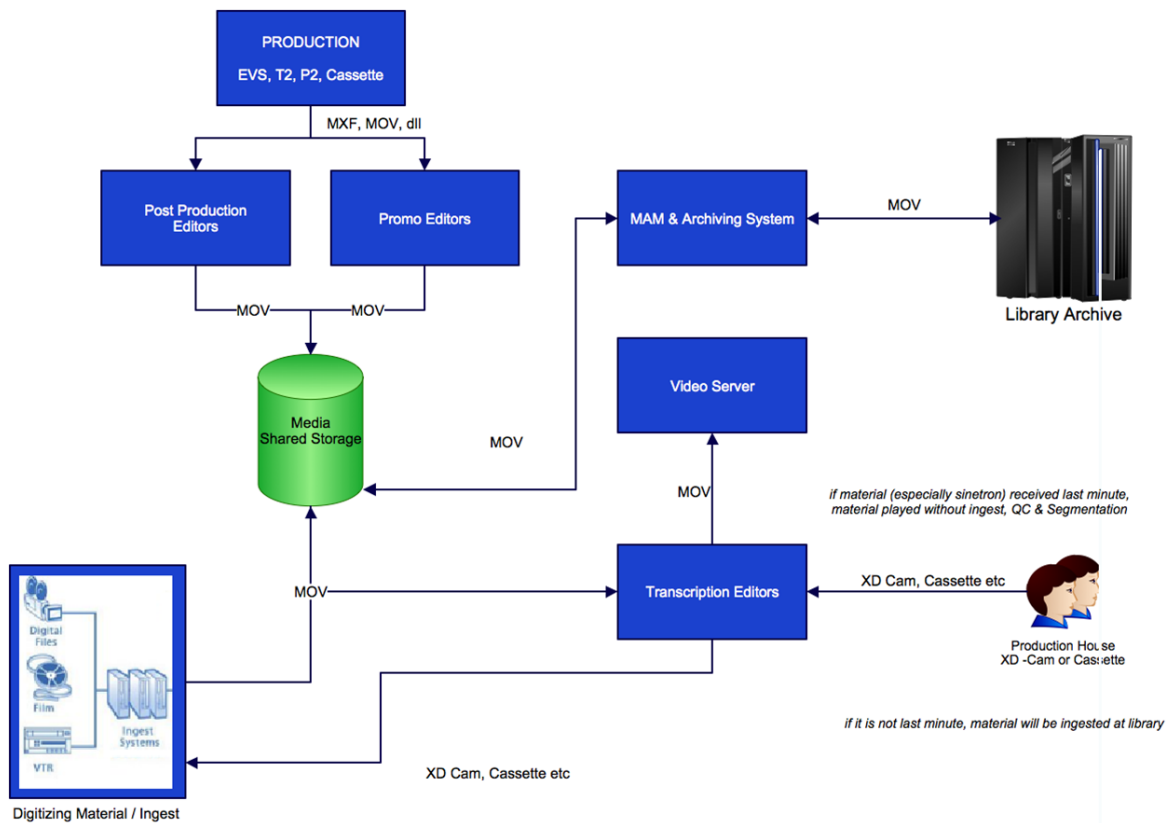 PRODUCTION
EVS, T2, P2, Cassette
MXF, MOV, dll
Post Production
Editors
Promo Editors
MAM & Archiving System
MOV
Library Archive
MOV
MOV
Media
Shared Storage
MOV
Video Server
MOV
if material (especially sinetron) received last minute,
material played without ingest, QC & Segmentation
MOV
Transcription Editors
XD Cam, Cassette etc
Production House
XD -Cam or Cassette
Digital
Files
Film
Ingest
Systems
VTR
if it is not last minute, material will be ingested at library
XD Cam, Cassette etc
Digitizing Material / Ingest